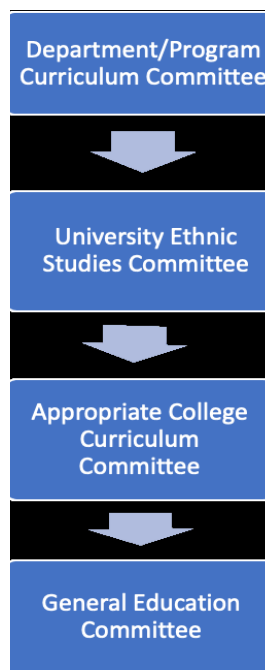 Department/Program
Curriculum Committee
University Ethnic
Studies Committee
Appropriate College
Curriculum
Committee
General Education
Committee